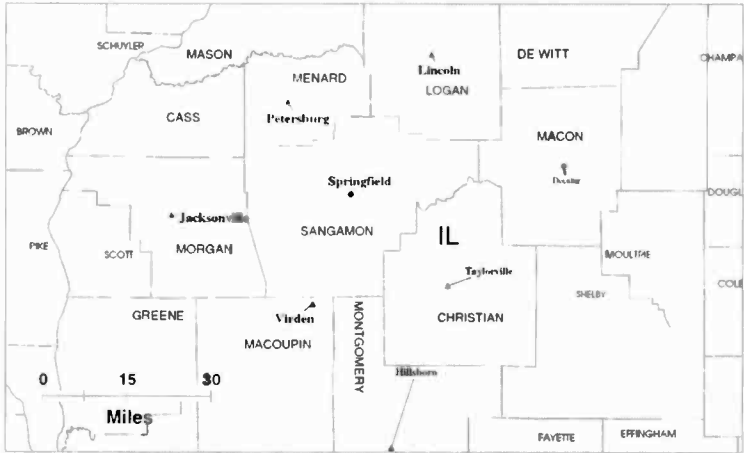 SCHUYLER
MASON
DE WITT
CHAMPA
MENARD
Lincoln
LOGAN
Petersburg
CASS
BROWN
MACON
Springfield
Decatur
DOUGL
Jacksonville
SANGAMON
IL
PIKE
SCOTT
MORGAN
MOULTRIE
Taylorville
COLE
SHELBY
GREENE
Virden
CHRISTIAN
MACOUPIN
MONTGOMERY
Hillsboro
0 15 30
Miles
FAYETTE
EFFINGHAM